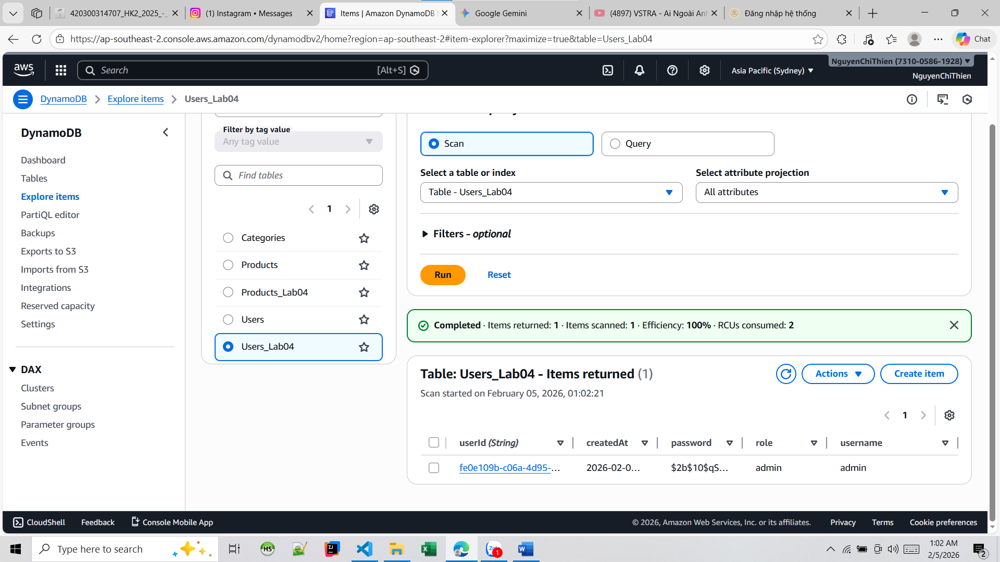 420300314707_HK2_2025_-_
(1) Instagram • Messages
Items | Amazon DynamoDB
Google Gemini
(4897) VSTRA - Ai Ngoài Anh
Đăng nhập hệ thống
https://ap-southeast-2.console.aws.amazon.com/dynamodbv2/home?region=ap-southeast-2#item-explorer?maximize=true&table=Users_Lab04
Chat
aws
Search
[Alt+S]
Asia Pacific (Sydney)
NguyenChiThien (7310-0586-1928)
NguyenChiThien
DynamoDB
Explore items
Users_Lab04
DynamoDB
Dashboard
Tables
Explore items
PartiQL editor
Backups
Exports to S3
Imports from S3
Integrations
Reserved capacity
Settings
DAX
Clusters
Subnet groups
Parameter groups
Events
Filter by tag value
Any tag value
Find tables
1
Categories
Products
Products_Lab04
Users
Users_Lab04
Scan
Query
Select a table or index
Select attribute projection
Table - Users_Lab04
All attributes
Filters - optional
Run
Reset
Completed · Items returned: 1 · Items scanned: 1 · Efficiency: 100% · RCUs consumed: 2
Table: Users_Lab04 - Items returned (1)
Actions
Create item
Scan started on February 05, 2026, 01:02:21
1
userId (String)
createdAt
password
role
username
fe0e109b-c06a-4d95-...
2026-02-0...
$2b$10$qS...
admin
admin
CloudShell
Feedback
Console Mobile App
© 2026, Amazon Web Services, Inc. or its affiliates.
Privacy
Terms
Cookie preferences
Type here to search
1:02 AM
2/5/2026
2